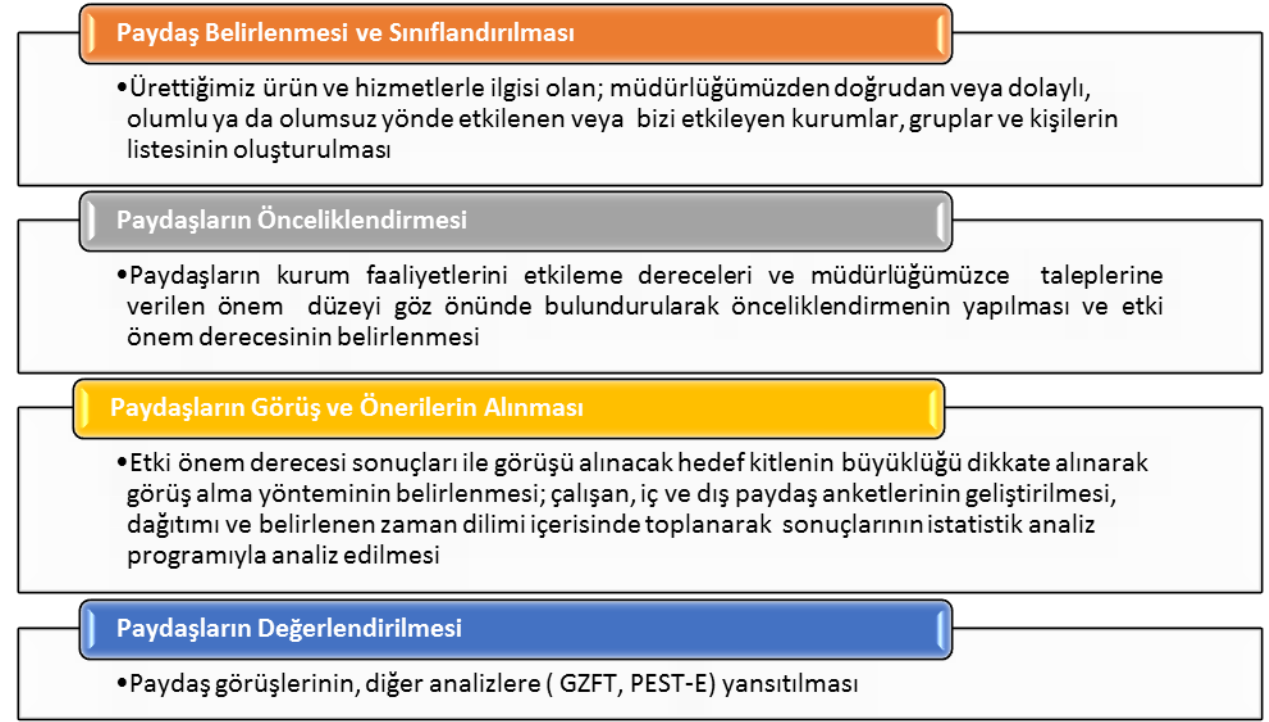 Paydaş Belirlenmesi ve Sınıflandırılması
•Ürettiğimiz ürün ve hizmetlerle ilgisi olan; müdürlüğümüzden doğrudan veya dolaylı,
olumlu ya da olumsuz yönde etkilenen veya bizi etkileyen kurumlar, gruplar ve kişilerin
listesinin oluşturulması
Paydaşların Önceliklendirmesi
•Paydaşların kurum faaliyetlerini etkileme dereceleri ve müdürlüğümüzce taleplerine
verilen önem düzeyi göz önünde bulundurularak önceliklendirmenin yapılması ve etki
önem derecesinin belirlenmesi
Paydaşların Görüş ve Önerilerin Alınması
•Etki önem derecesi sonuçları ile görüşü alınacak hedef kitlenin büyüklüğü dikkate alınarak
görüş alma yönteminin belirlenmesi; çalışan, iç ve dış paydaş anketlerinin geliştirilmesi,
dağıtımı ve belirlenen zaman dilimi içerisinde toplanarak sonuçlarının istatistik analiz
programıyla analiz edilmesi
Paydaşların Değerlendirilmesi
•Paydaş görüşlerinin, diğer analizlere ( GZFT, PEST-E) yansıtılması